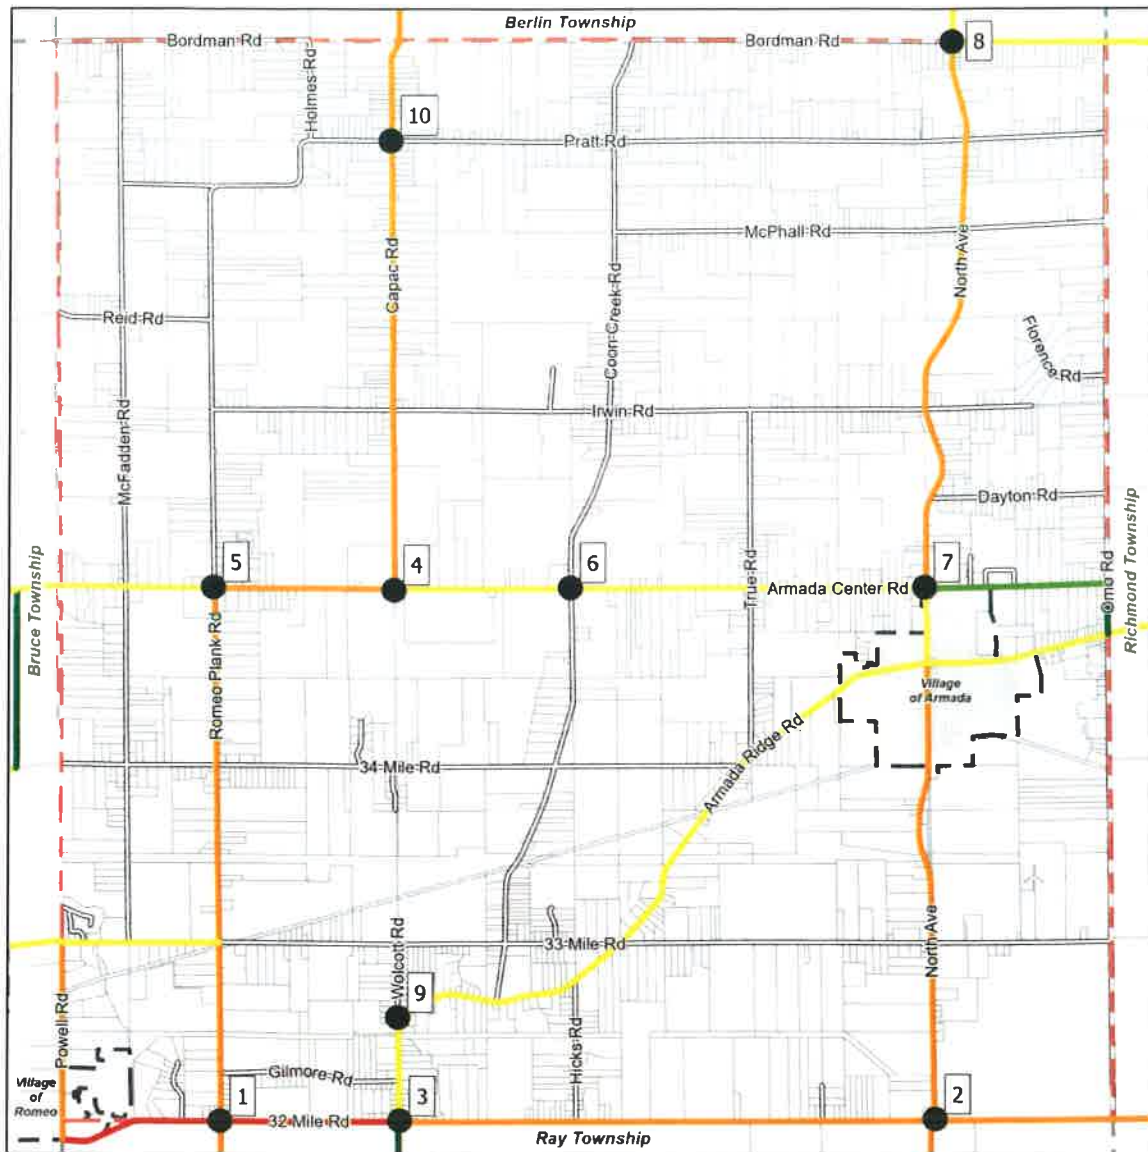 Berlin Township
Bordman Rd
Bordman Rd
8
Holmes Rd
10
Pratt Rd
McPhall Rd
Capac Rd
North Ave
Coon Creek Rd
Reid Rd
Florence Rd
Irwin Rd
McFadden Rd
Dayton Rd
Richmond Township
Bruce Township
5
4
6
7
Armada Center Rd
True Rd
Omo Rd
Romeo Plank Rd
Village
of Armada
Armada Ridge Rd
34 Mile Rd
33 Mile Rd
Wolcott Rd
North Ave
9
Powell Rd
Hicks Rd
Gilmore Rd
Village
of
Romeo
1
32 Mile Rd
3
2
Ray Township